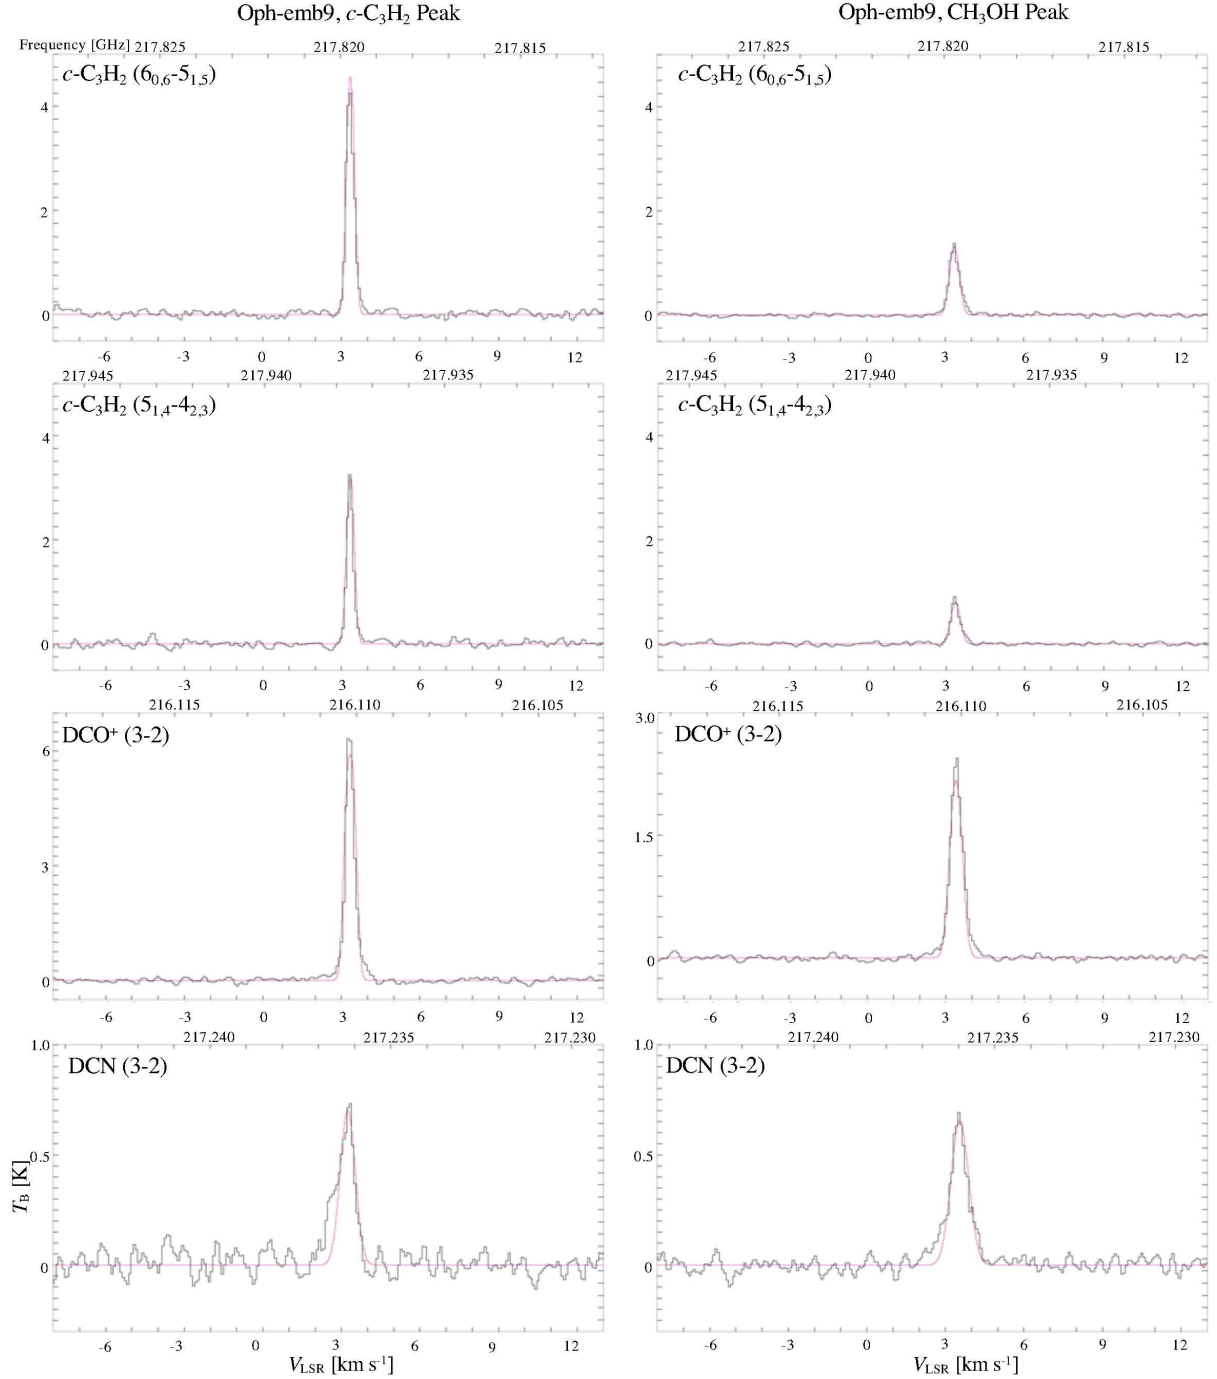 Oph-emb9, c-C₃H₂ Peak
Frequency [GHz] 217.825 217.820 217.815
c-C₃H₂ (6₀,₆-5₁,₅)
4
2
0
-6 -3 0 3 6 9 12
217.945 217.940 217.935
c-C₃H₂ (5₁,₄-4₂,₃)
4
2
0
-6 -3 0 3 6 9 12
216.115 216.110 216.105
DCO⁺ (3-2)
6
3
0
-6 -3 0 3 6 9 12
217.240 217.235 217.230
1.0
DCN (3-2)
0.5
0
T_B [K]
-6 -3 0 3 6 9 12
V_LSR [km s⁻¹]
Oph-emb9, CH₃OH Peak
217.825 217.820 217.815
c-C₃H₂ (6₀,₆-5₁,₅)
4
2
0
-6 -3 0 3 6 9 12
217.945 217.940 217.935
c-C₃H₂ (5₁,₄-4₂,₃)
4
2
0
-6 -3 0 3 6 9 12
216.115 216.110 216.105
3.0
DCO⁺ (3-2)
1.5
0
-6 -3 0 3 6 9 12
217.240 217.235 217.230
1.0
DCN (3-2)
0.5
0
-6 -3 0 3 6 9 12
V_LSR [km s⁻¹]